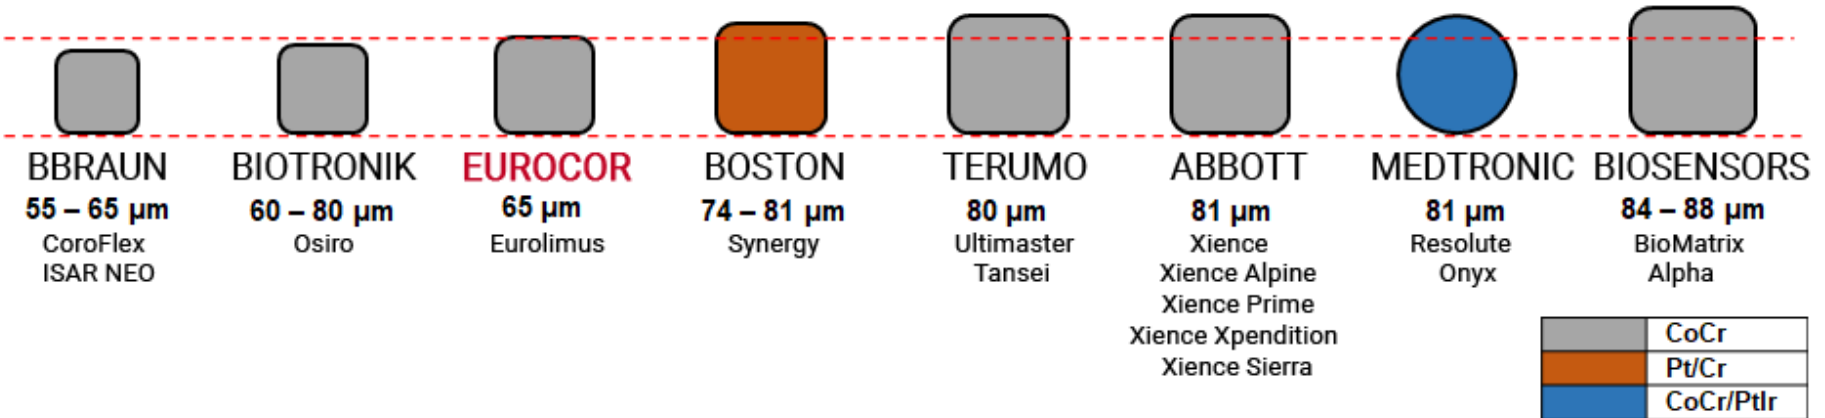 BBRAUN
55 – 65 µm
CoroFlex
ISAR NEO
BIOTRONIK
60 – 80 µm
Osiro
EUROCOR
65 µm
Eurolimus
BOSTON
74 – 81 µm
Synergy
TERUMO
80 µm
Ultimaster
Tansei
ABBOTT
81 µm
Xience
Xience Alpine
Xience Prime
Xience Xpendition
Xience Sierra
MEDTRONIC
81 µm
Resolute
Onyx
BIOSENSORS
84 – 88 µm
BioMatrix
Alpha
CoCr
Pt/Cr
CoCr/PtIr